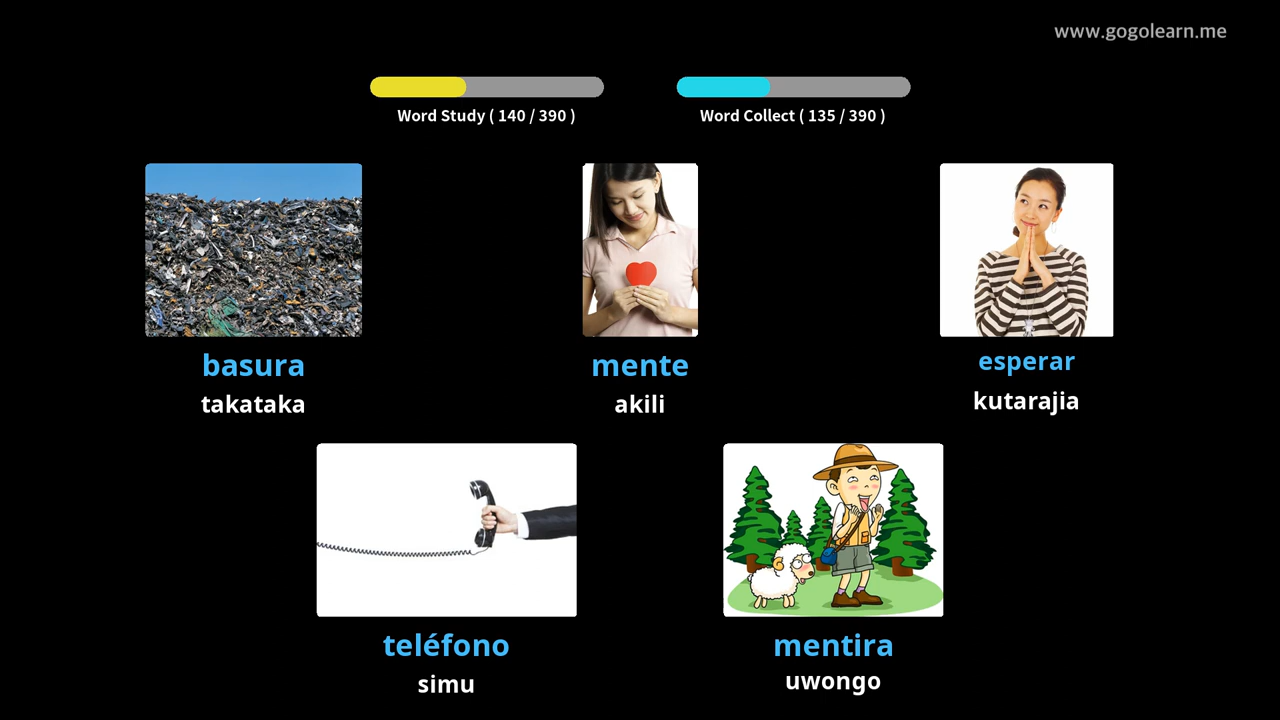 www.gogolearn.me
Word Study ( 140 / 390 )
Word Collect ( 135 / 390 )
basura
takataka
mente
akili
esperar
kutarajia
teléfono
simu
mentira
uwongo